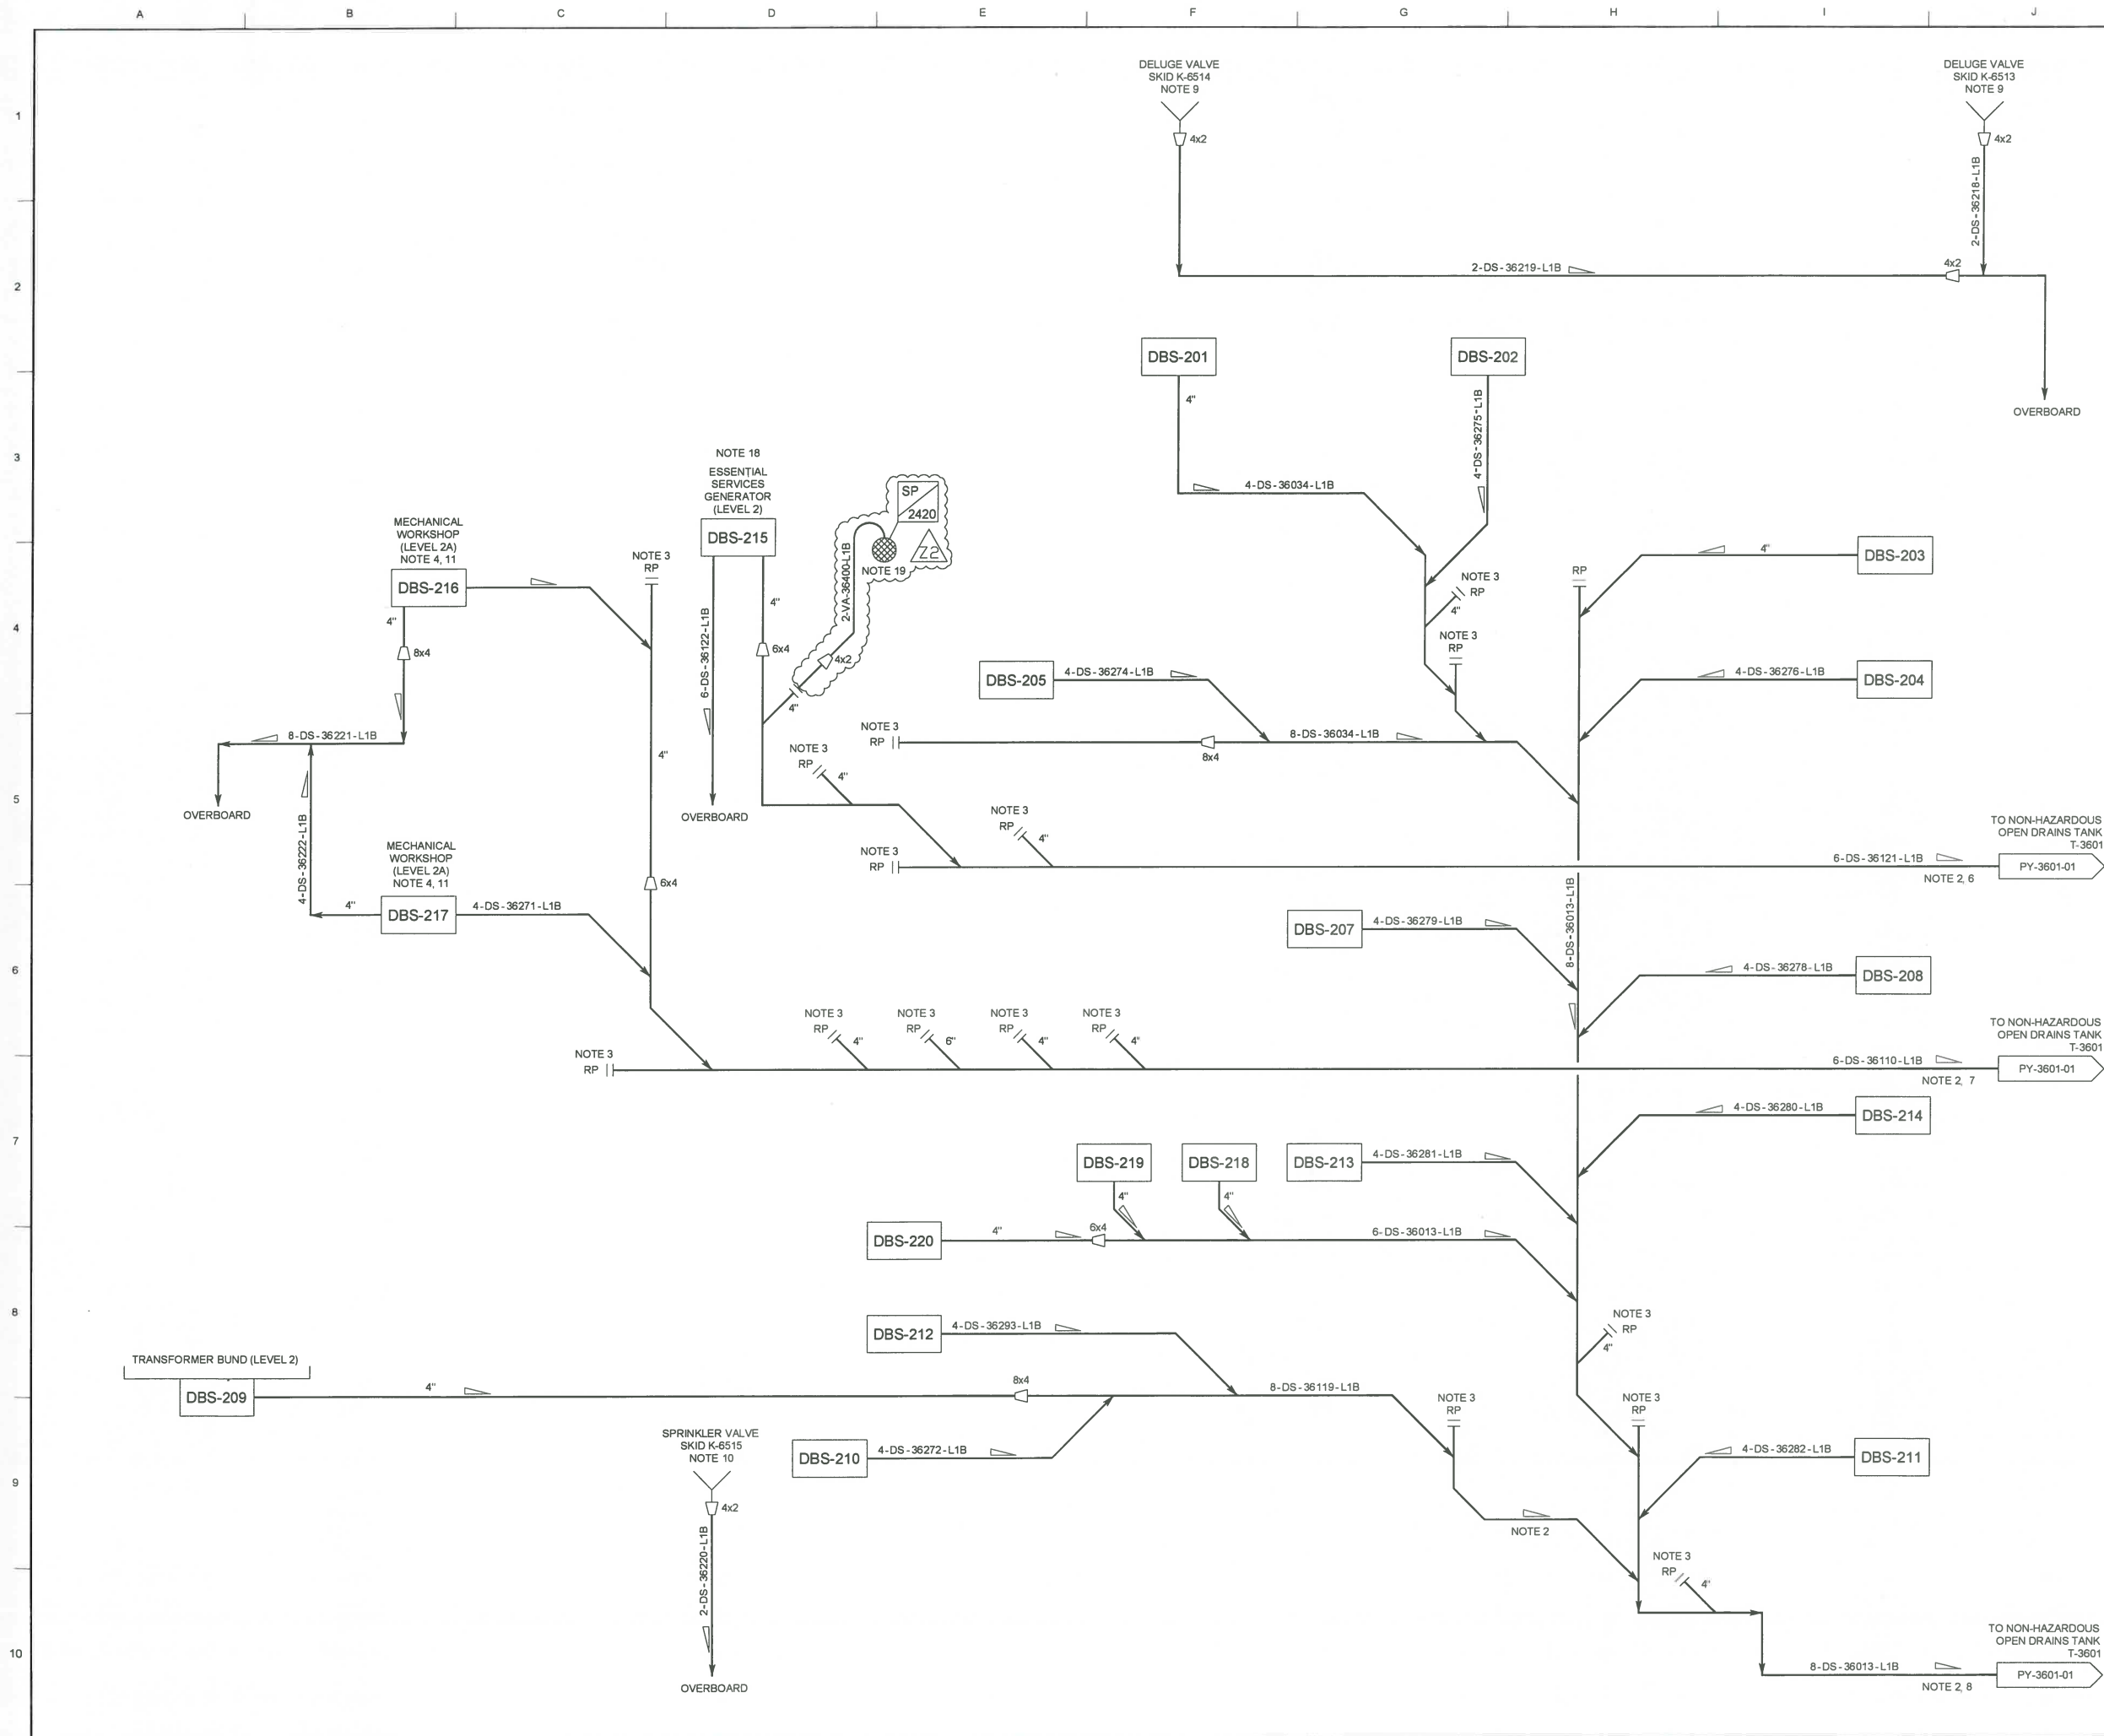 A B C D E F G H I J
1
2
3
4
5
6
7
8
9
10
DELUGE VALVE
SKID K-6514
NOTE 9
4x2
DELUGE VALVE
SKID K-6513
NOTE 9
4x2
2-DS-36218-L1B
2-DS-36219-L1B
4x2
OVERBOARD
DBS-201
4"
4-DS-36034-L1B
DBS-202
4-DS-36275-L1B
NOTE 3
RP
4"
NOTE 3
RP
RP
DBS-203
4"
DBS-204
4-DS-36276-L1B
NOTE 18
ESSENTIAL
SERVICES
GENERATOR
(LEVEL 2)
DBS-215
6-DS-36122-L1B
OVERBOARD
4"
6x4
4"
4x2
2-VA-36400-L1B
SP
2420
Z2
NOTE 19
MECHANICAL
WORKSHOP
(LEVEL 2A)
NOTE 4, 11
DBS-216
4"
8x4
8-DS-36221-L1B
OVERBOARD
4-DS-36222-L1B
MECHANICAL
WORKSHOP
(LEVEL 2A)
NOTE 4, 11
4"
DBS-217
4-DS-36271-L1B
NOTE 3
RP
4"
6x4
DBS-205
4-DS-36274-L1B
NOTE 3
RP
8x4
8-DS-36034-L1B
NOTE 3
RP
4"
NOTE 3
RP
4"
NOTE 3
RP
6-DS-36121-L1B
NOTE 2, 6
TO NON-HAZARDOUS
OPEN DRAINS TANK
T-3601
PY-3601-01
8-DS-36013-L1B
DBS-207
4-DS-36279-L1B
4-DS-36278-L1B
DBS-208
NOTE 3
RP
NOTE 3
RP
4"
NOTE 3
RP
6"
NOTE 3
RP
4"
NOTE 3
RP
4"
6-DS-36110-L1B
NOTE 2, 7
TO NON-HAZARDOUS
OPEN DRAINS TANK
T-3601
PY-3601-01
4-DS-36280-L1B
DBS-214
DBS-219
4"
DBS-218
4"
DBS-213
4-DS-36281-L1B
DBS-220
4"
6x4
6-DS-36013-L1B
DBS-212
4-DS-36293-L1B
NOTE 3
RP
4"
TRANSFORMER BUND (LEVEL 2)
DBS-209
4"
8x4
8-DS-36119-L1B
DBS-210
4-DS-36272-L1B
NOTE 3
RP
NOTE 3
RP
4-DS-36282-L1B
DBS-211
SPRINKLER VALVE
SKID K-6515
NOTE 10
4x2
2-DS-36220-L1B
OVERBOARD
NOTE 2
NOTE 3
RP
4"
8-DS-36013-L1B
NOTE 2, 8
TO NON-HAZARDOUS
OPEN DRAINS TANK
T-3601
PY-3601-01